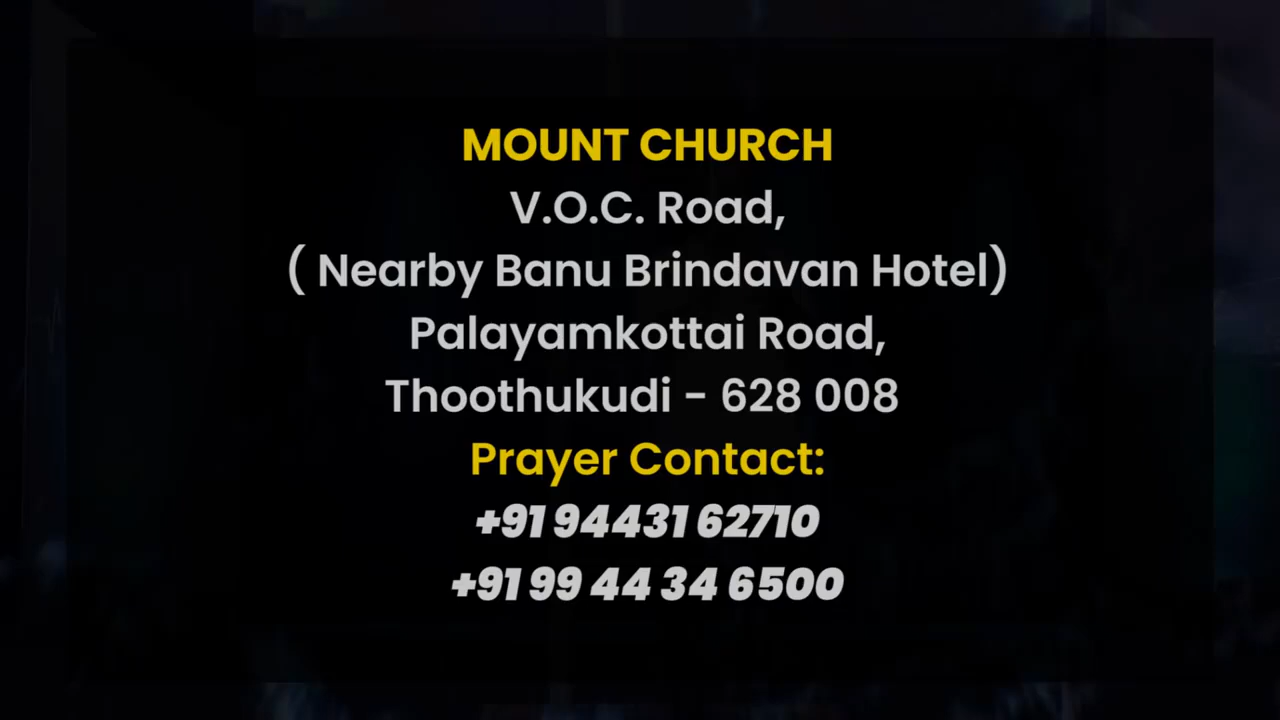 MOUNT CHURCH
V.O.C. Road,
( Nearby Banu Brindavan Hotel)
Palayamkottai Road,
Thoothukudi - 628 008
Prayer Contact:
+91 94431 62710
+91 99 44 34 6500